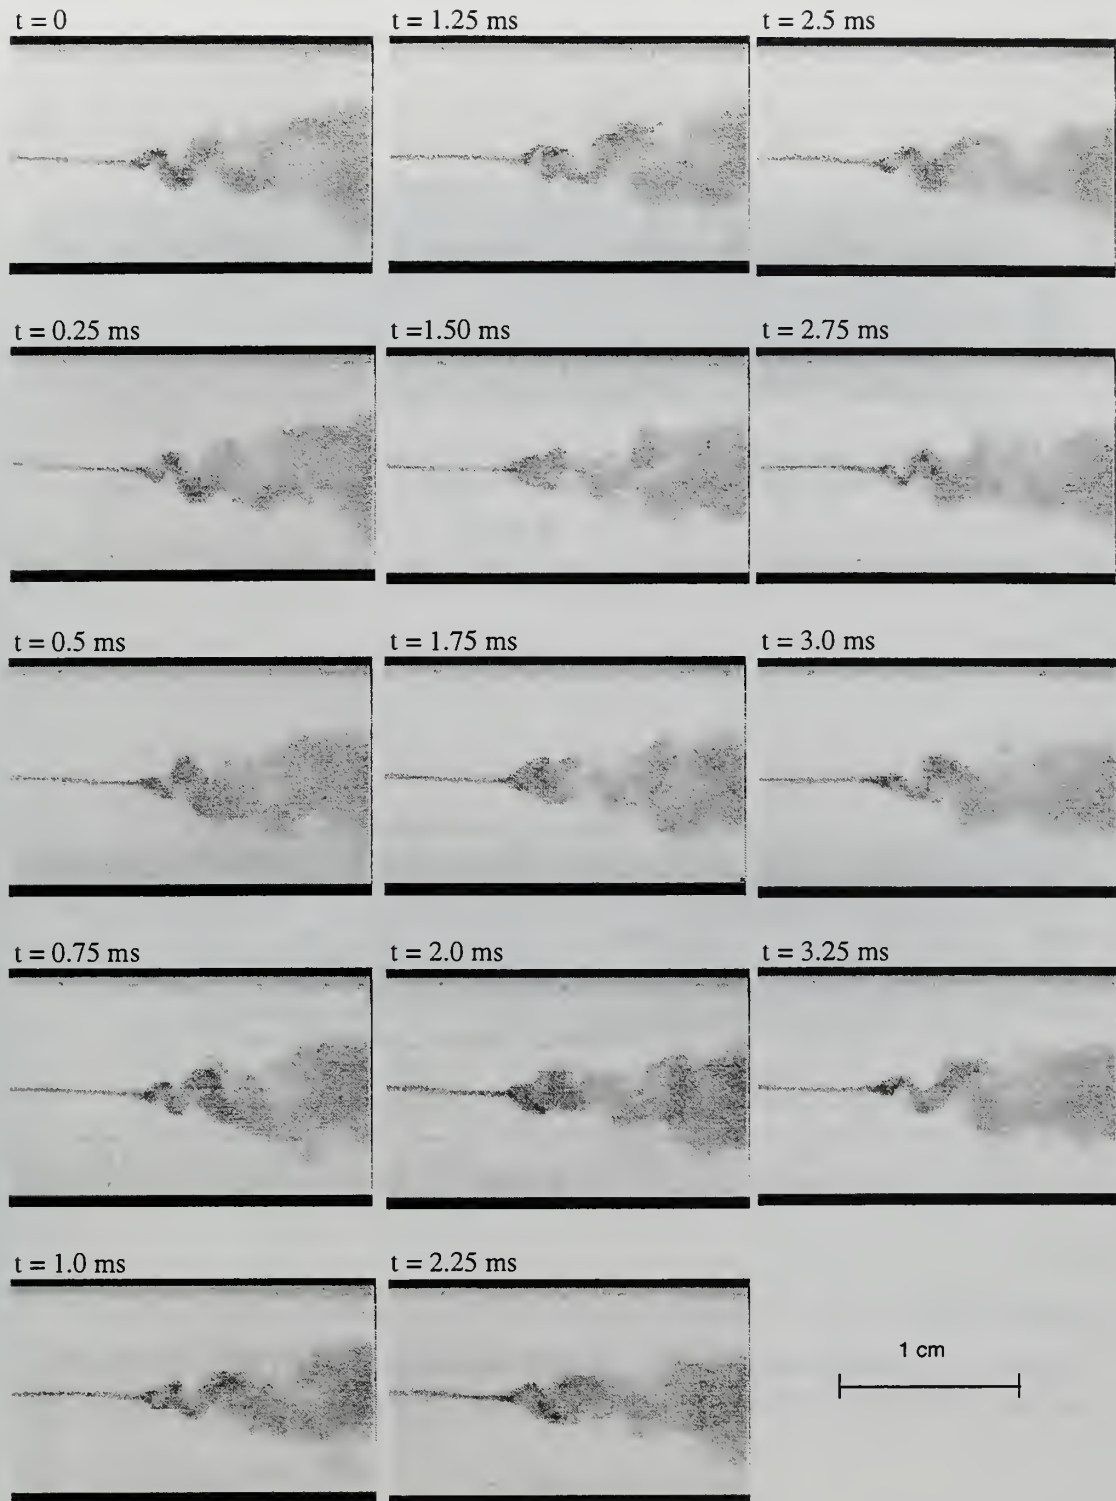 t = 0
t = 1.25 ms
t = 2.5 ms
t = 0.25 ms
t =1.50 ms
t = 2.75 ms
t = 0.5 ms
t = 1.75 ms
t = 3.0 ms
t = 0.75 ms
t = 2.0 ms
t = 3.25 ms
t = 1.0 ms
t = 2.25 ms
1 cm